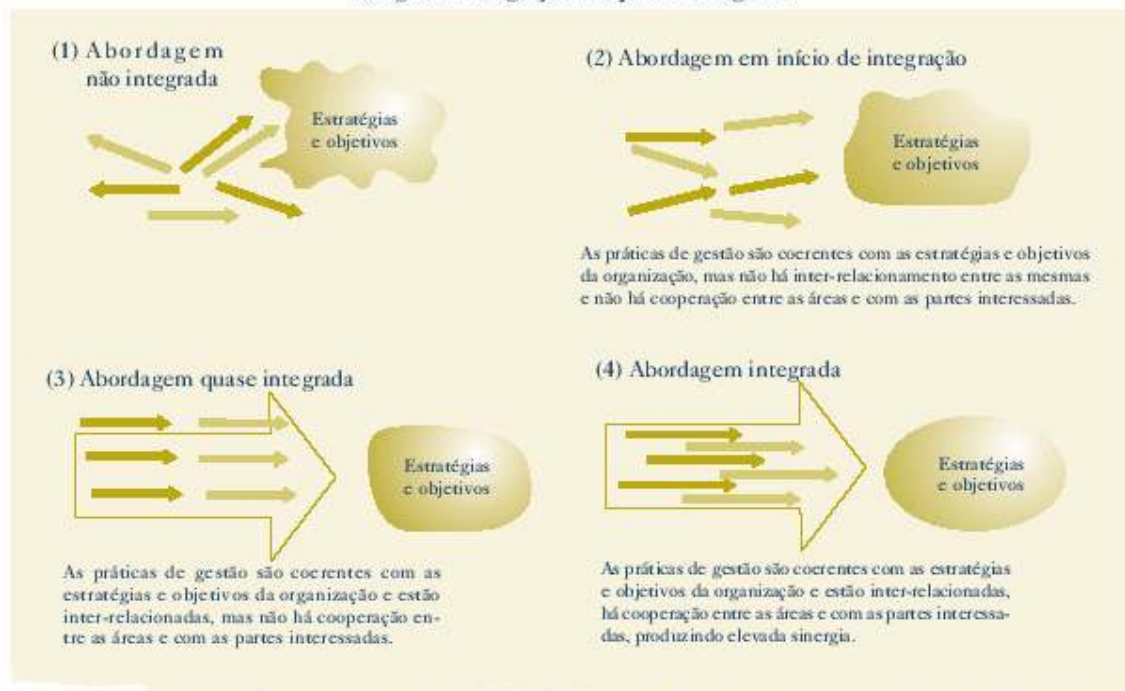 (1) Abordagem
não integrada
Estratégias
e objetivos
(2) Abordagem em início de integração
Estratégias
e objetivos
As práticas de gestão são coerentes com as estratégias e objetivos
da organização, mas não há inter-relacionamento entre as mesmas
e não há cooperação entre as áreas e com as partes interessadas.
(3) Abordagem quase integrada
Estratégias
e objetivos
As práticas de gestão são coerentes com as
estratégias e objetivos da organização e estão
inter-relacionadas, mas não há cooperação en-
tre as áreas e com as partes interessadas.
(4) Abordagem integrada
Estratégias
e objetivos
As práticas de gestão são coerentes com as estratégias
e objetivos da organização e estão inter-relacionadas,
há cooperação entre as áreas e com as partes interessa-
das, produzindo elevada sinergia.